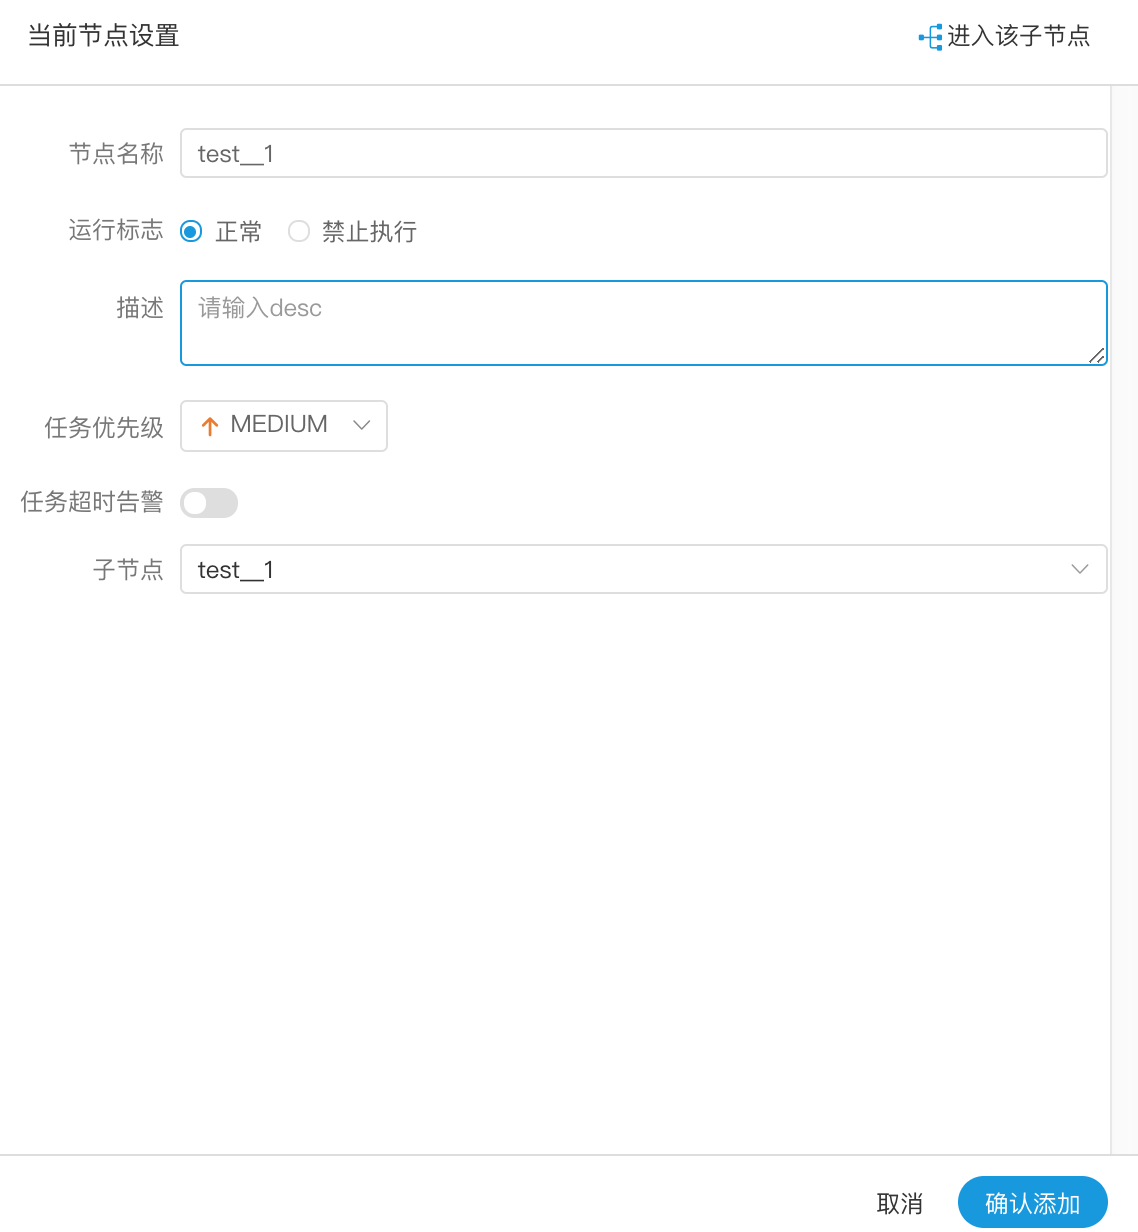 当前节点设置
进入该子节点
节点名称
test__1
运行标志
正常
禁止执行
描述
请输入desc
任务优先级
MEDIUM
任务超时告警
子节点
test__1
取消
确认添加